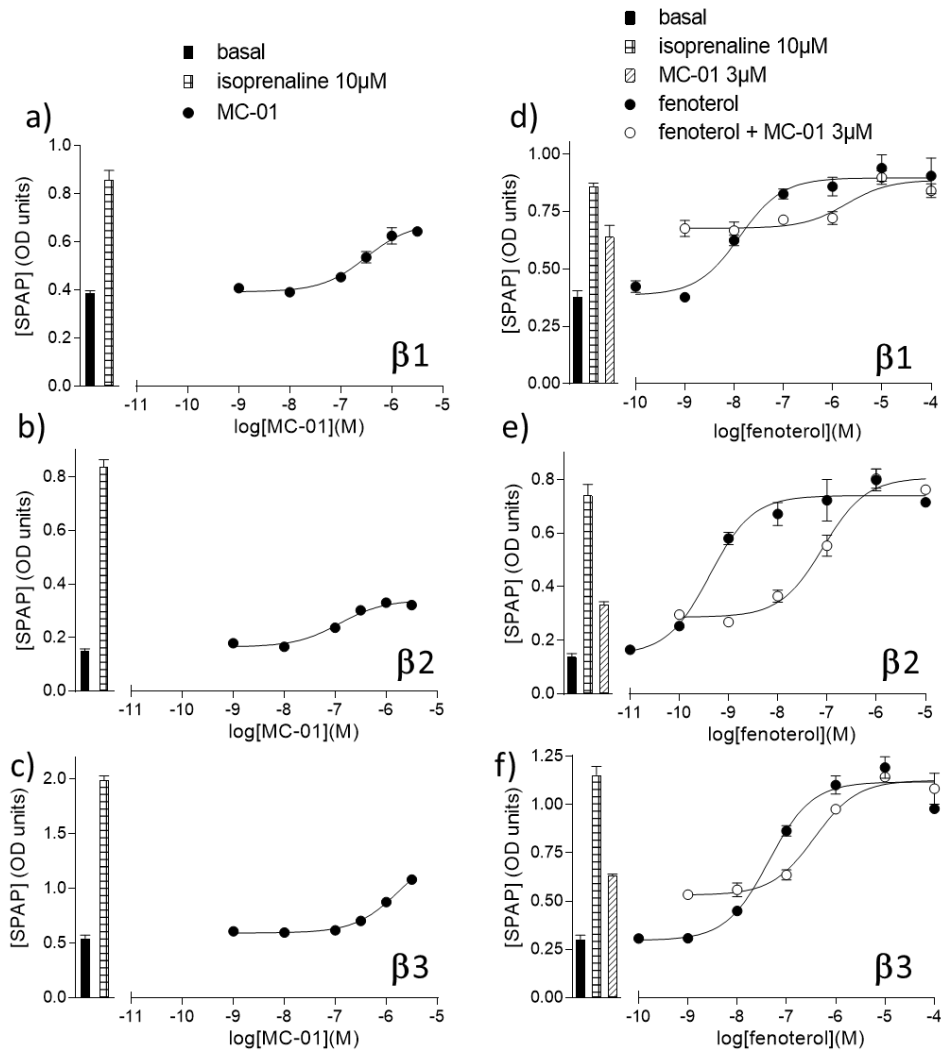 basal
isoprenaline 10µM
MC-01
a)
1.0
0.8
0.6
0.4
0.2
0.0
[SPAP] (OD units)
β1
-11 -10 -9 -8 -7 -6 -5
log[MC-01](M)
b)
0.8
0.6
0.4
0.2
0.0
[SPAP] (OD units)
β2
-11 -10 -9 -8 -7 -6 -5
log[MC-01](M)
c)
2.0
1.5
1.0
0.5
0.0
[SPAP] (OD units)
β3
-11 -10 -9 -8 -7 -6 -5
log[MC-01](M)
basal
isoprenaline 10µM
MC-01 3µM
fenoterol
fenoterol + MC-01 3µM
d)
1.00
0.75
0.50
0.25
0.00
[SPAP] (OD units)
β1
-10 -9 -8 -7 -6 -5 -4
log[fenoterol](M)
e)
0.8
0.6
0.4
0.2
0.0
[SPAP] (OD units)
β2
-11 -10 -9 -8 -7 -6 -5
log[fenoterol](M)
f)
1.25
1.00
0.75
0.50
0.25
0.00
[SPAP] (OD units)
β3
-10 -9 -8 -7 -6 -5 -4
log[fenoterol](M)